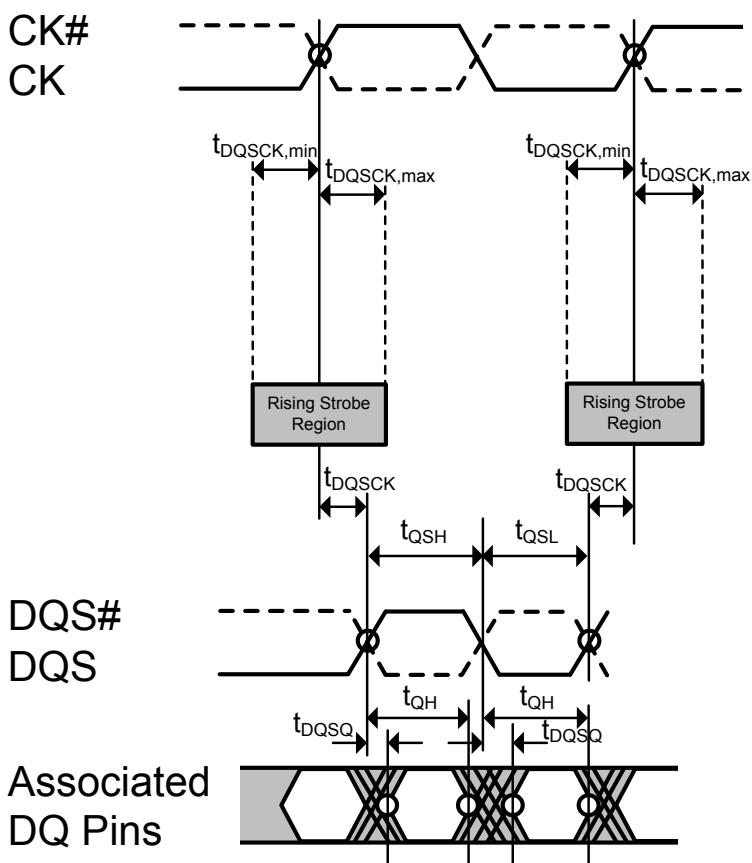 CK#
CK
tDQSCK,min
tDQSCK,max
tDQSCK,min
tDQSCK,max
Rising Strobe
Region
Rising Strobe
Region
tDQSCK
tDQSCK
tQSH
tQSL
DQS#
DQS
tQH
tQH
tDQSQ
tDQSQ
Associated
DQ Pins